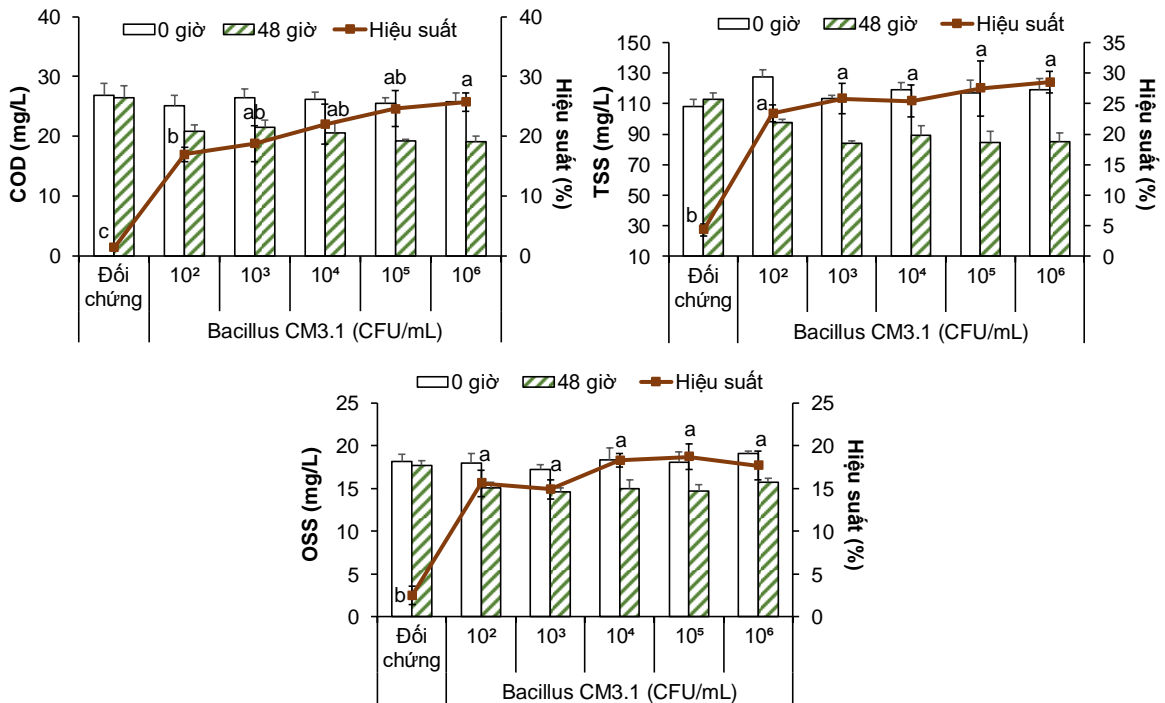 0 giờ 48 giờ Hiệu suất
COD (mg/L)
40
30
20
10
0
c b ab ab ab a
40
30
20
10
0
Hiệu suất (%)
Đối chứng 10² 10³ 10⁴ 10⁵ 10⁶
Bacillus CM3.1 (CFU/mL)
0 giờ 48 giờ Hiệu suất
TSS (mg/L)
150
130
110
90
70
50
30
10
b a a a a a
35
30
25
20
15
10
5
0
Hiệu suất (%)
Đối chứng 10² 10³ 10⁴ 10⁵ 10⁶
Bacillus CM3.1 (CFU/mL)
0 giờ 48 giờ Hiệu suất
OSS (mg/L)
25
20
15
10
5
0
b a a a a a
25
20
15
10
5
0
Hiệu suất (%)
Đối chứng 10² 10³ 10⁴ 10⁵ 10⁶
Bacillus CM3.1 (CFU/mL)